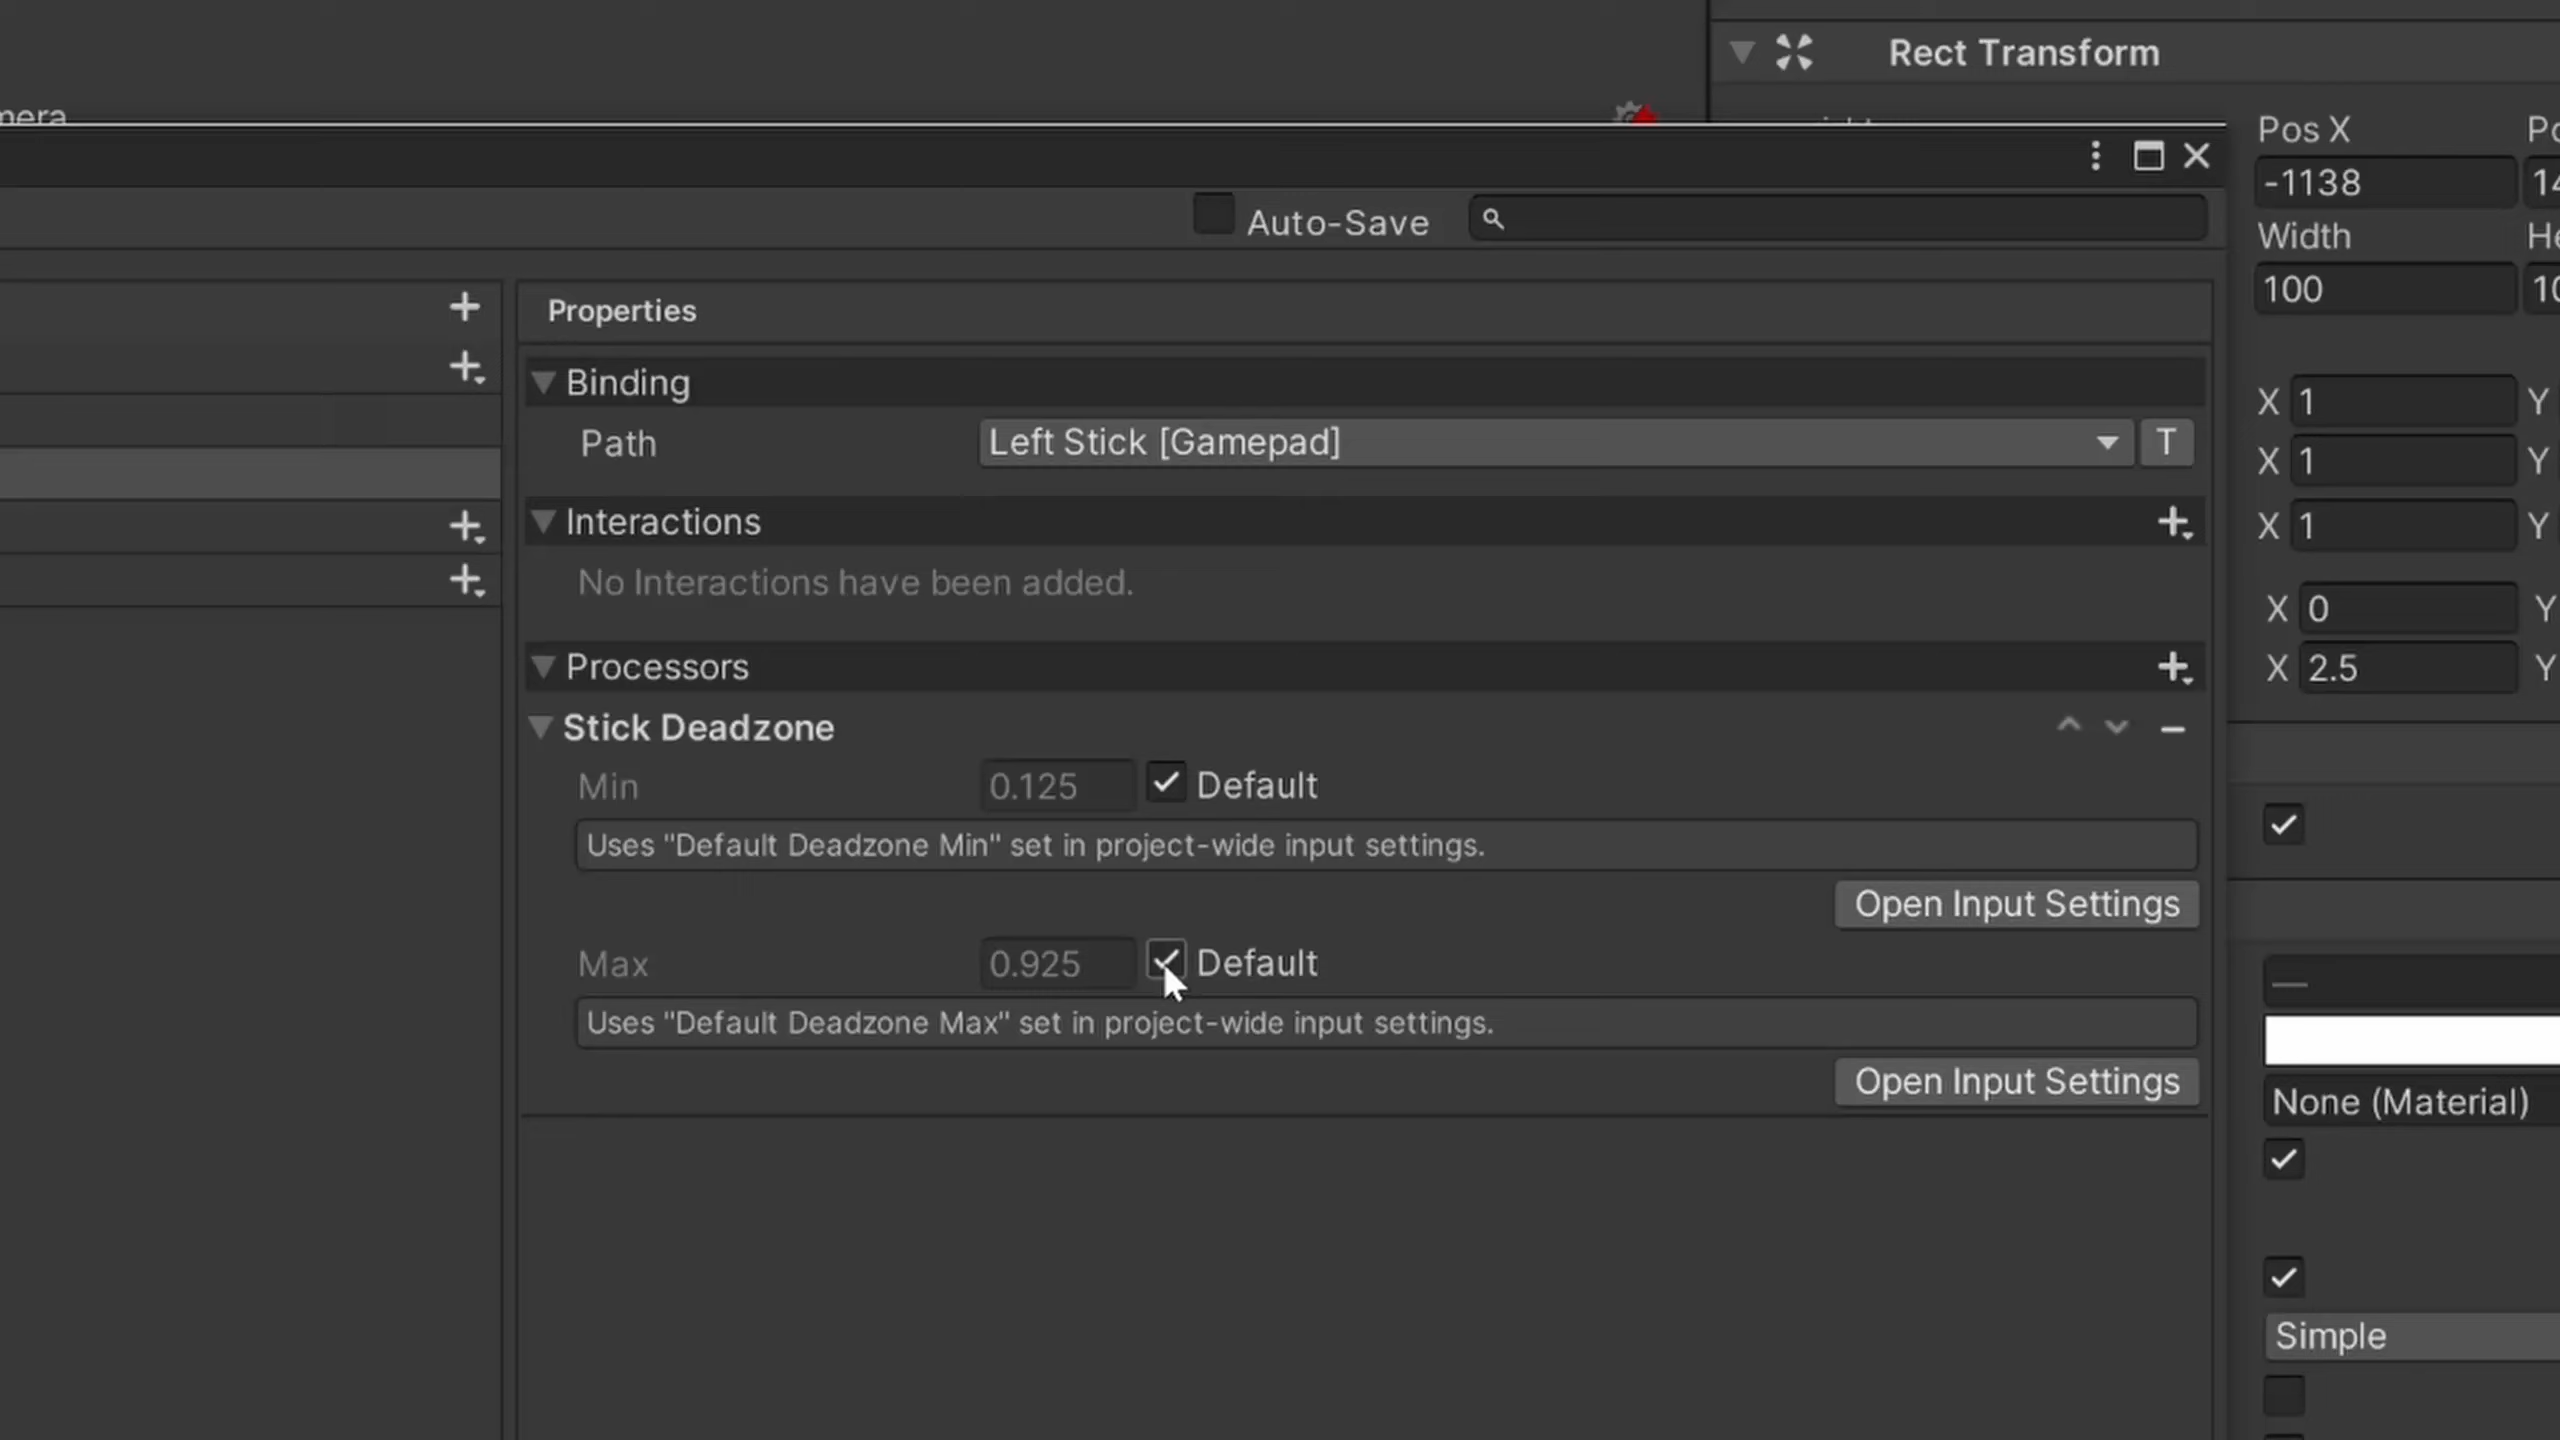 Rect Transform
Pos X
-1138
Width
100
Auto-Save
Properties
Binding
Path
Left Stick [Gamepad]
T
Interactions
No Interactions have been added.
Processors
Stick Deadzone
Min
0.125
Default
Uses "Default Deadzone Min" set in project-wide input settings.
Open Input Settings
Max
0.925
Default
Uses "Default Deadzone Max" set in project-wide input settings.
Open Input Settings
X 1 Y
X 1 Y
X 1 Y
X 0 Y
X 2.5 Y
None (Material)
Simple